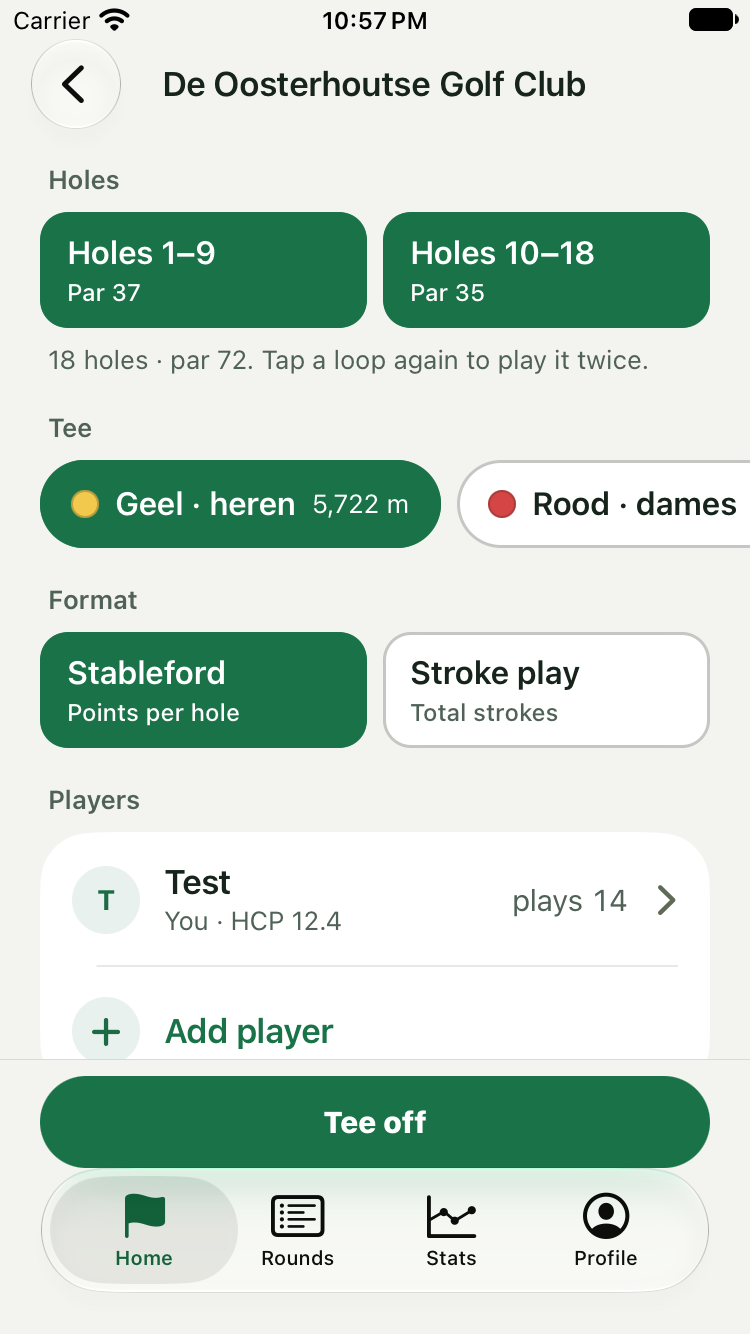 Carrier 10:57 PM
De Oosterhoutse Golf Club
Holes
Holes 1–9
Par 37
Holes 10–18
Par 35
18 holes · par 72. Tap a loop again to play it twice.
Tee
Geel · heren 5,722 m
Rood · dames
Format
Stableford
Points per hole
Stroke play
Total strokes
Players
T
Test
You · HCP 12.4
plays 14
Add player
Tee off
Home
Rounds
Stats
Profile